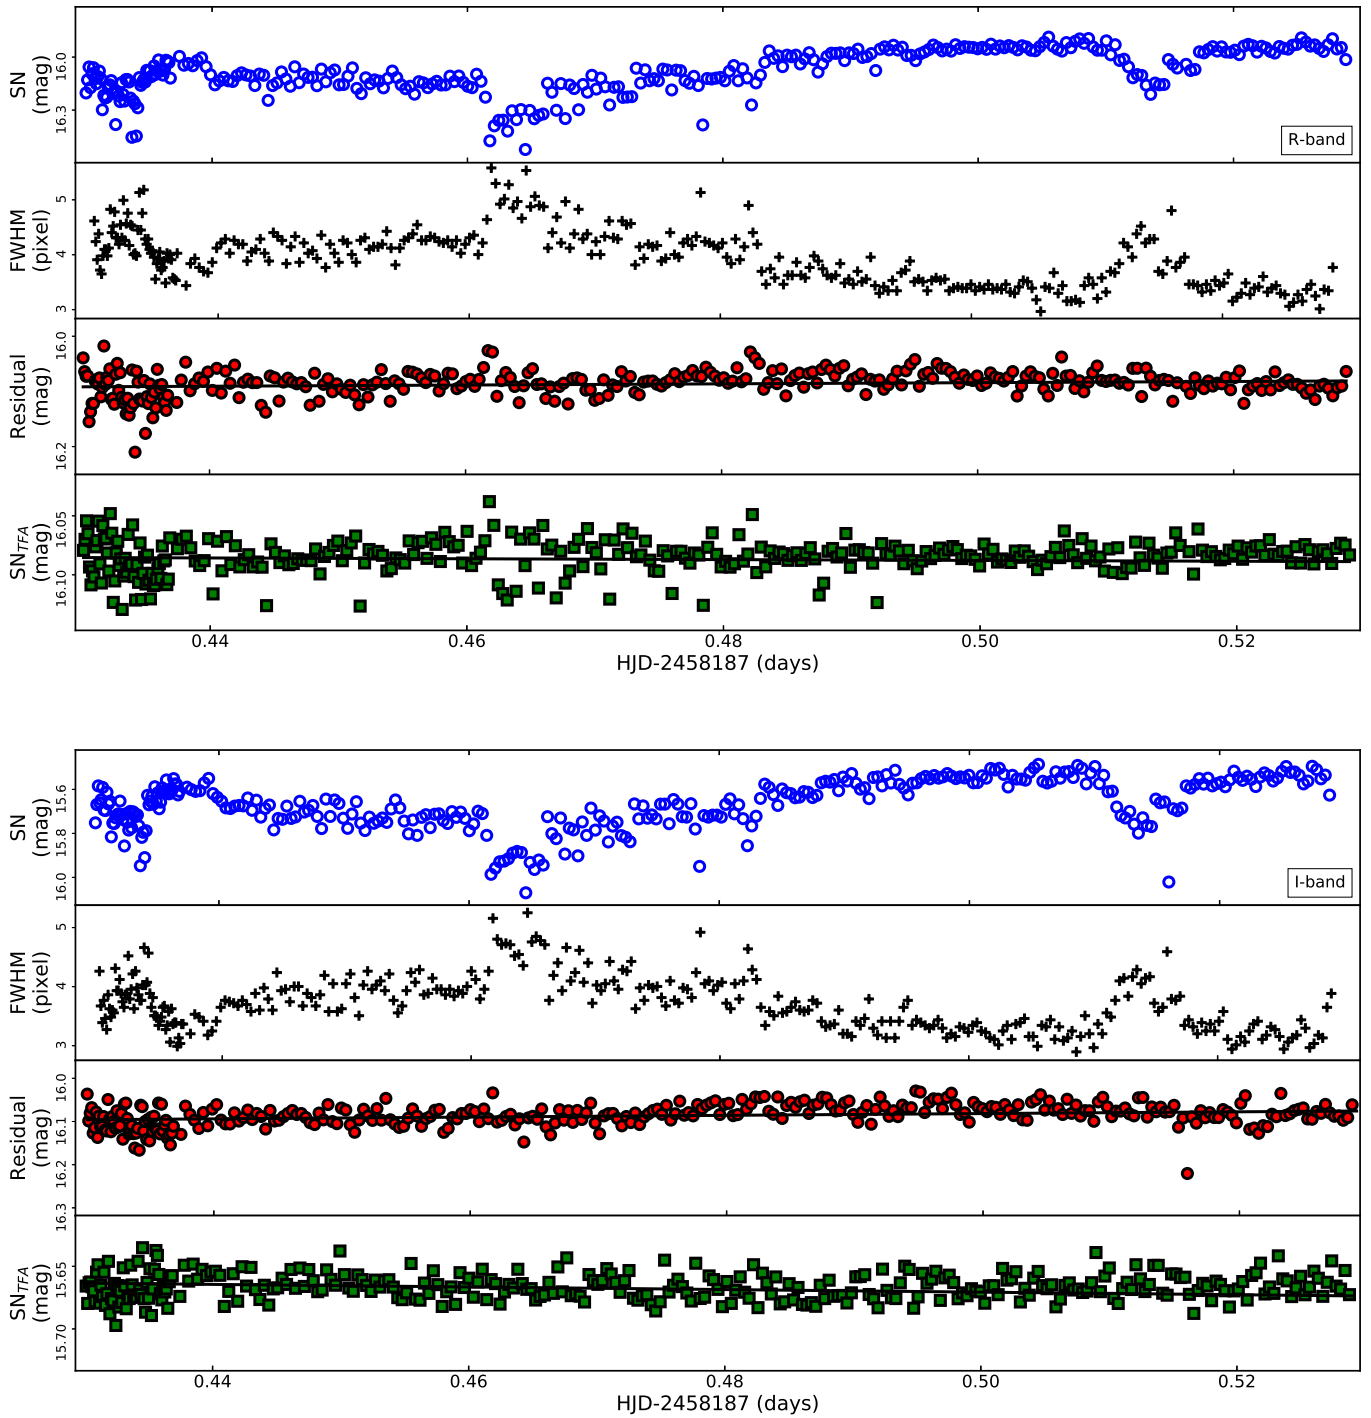 SN
(mag)
16.0
16.3
R-band
FWHM
(pixel)
5
4
3
Residual
(mag)
16.0
16.2
SN_TFA
(mag)
16.05
16.10
0.44 0.46 0.48 0.50 0.52
HJD-2458187 (days)
SN
(mag)
15.6
15.8
16.0
I-band
FWHM
(pixel)
5
4
3
Residual
(mag)
16.0
16.1
16.2
16.3
SN_TFA
(mag)
15.65
15.70
0.44 0.46 0.48 0.50 0.52
HJD-2458187 (days)